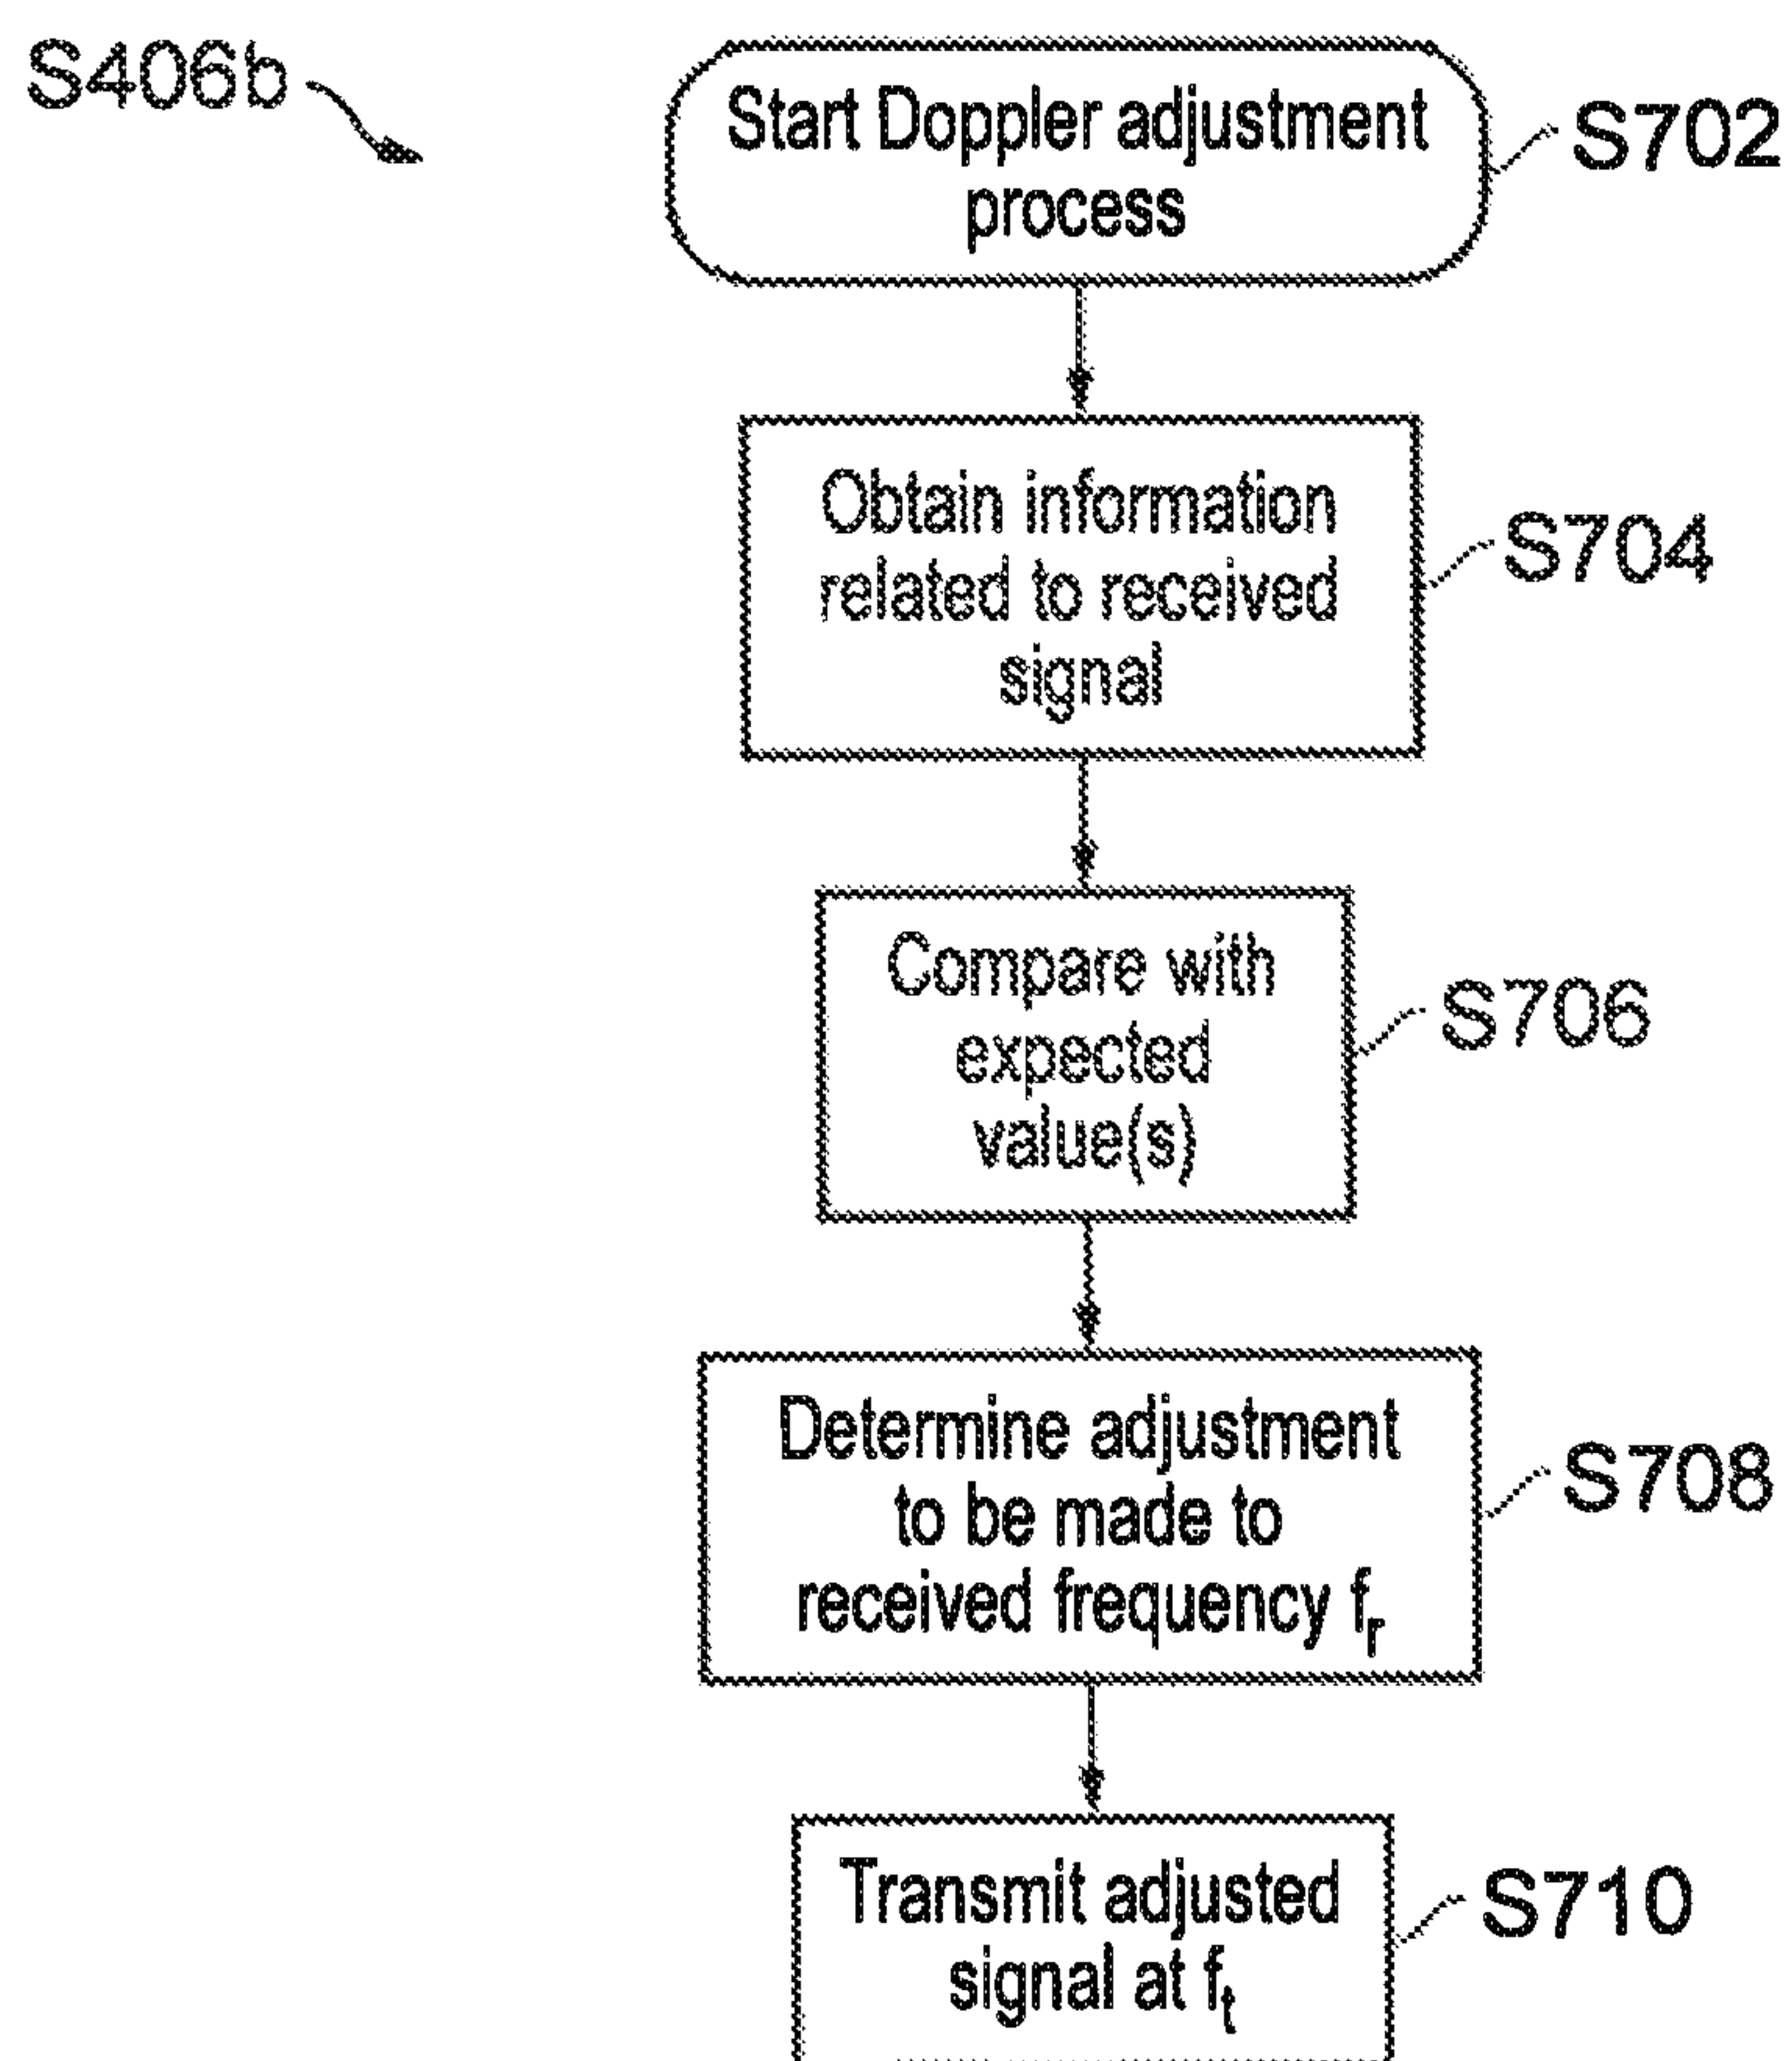 S406b
Start Doppler adjustment
process
S702
Obtain information
related to received
signal
S704
Compare with
expected
value(s)
S706
Determine adjustment
to be made to
received frequency fr
S708
Transmit adjusted
signal at ft
S710